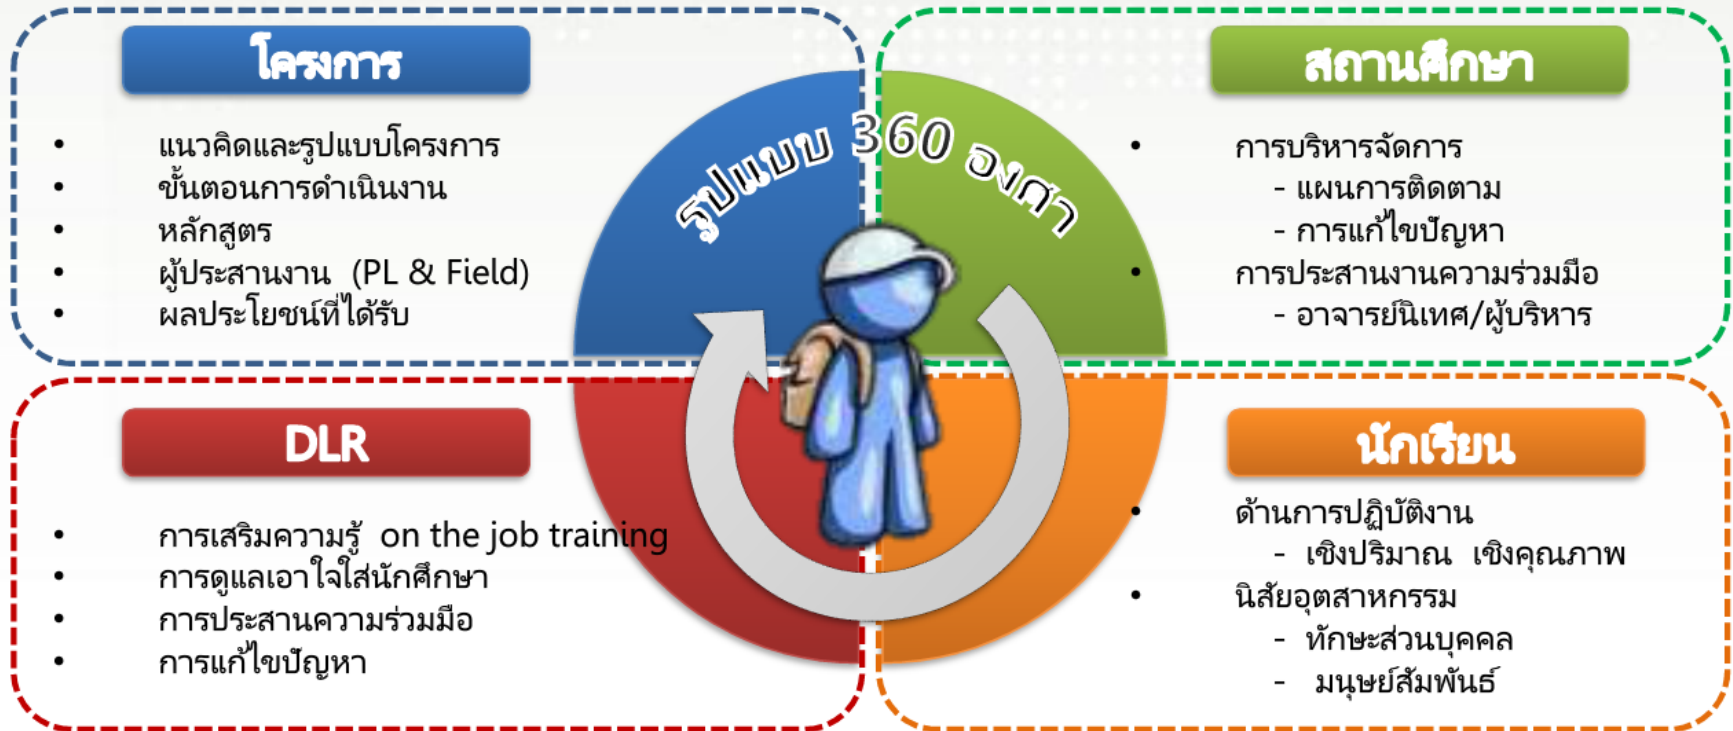 โครงการ
• แนวคิดและรูปแบบโครงการ
• ขั้นตอนการดำเนินงาน
• หลักสูตร
• ผู้ประสานงาน (PL & Field)
• ผลประโยชน์ที่ได้รับ
รูปแบบ 360 องศา
สถานศึกษา
• การบริหารจัดการ
- แผนการติดตาม
- การแก้ไขปัญหา
• การประสานงานความร่วมมือ
- อาจารย์นิเทศ/ผู้บริหาร
DLR
• การเสริมความรู้ on the job training
• การดูแลเอาใจใส่นักศึกษา
• การประสานความร่วมมือ
• การแก้ไขปัญหา
นักเรียน
• ด้านการปฏิบัติงาน
- เชิงปริมาณ เชิงคุณภาพ
• นิสัยอุตสาหกรรม
- ทักษะส่วนบุคคล
- มนุษย์สัมพันธ์